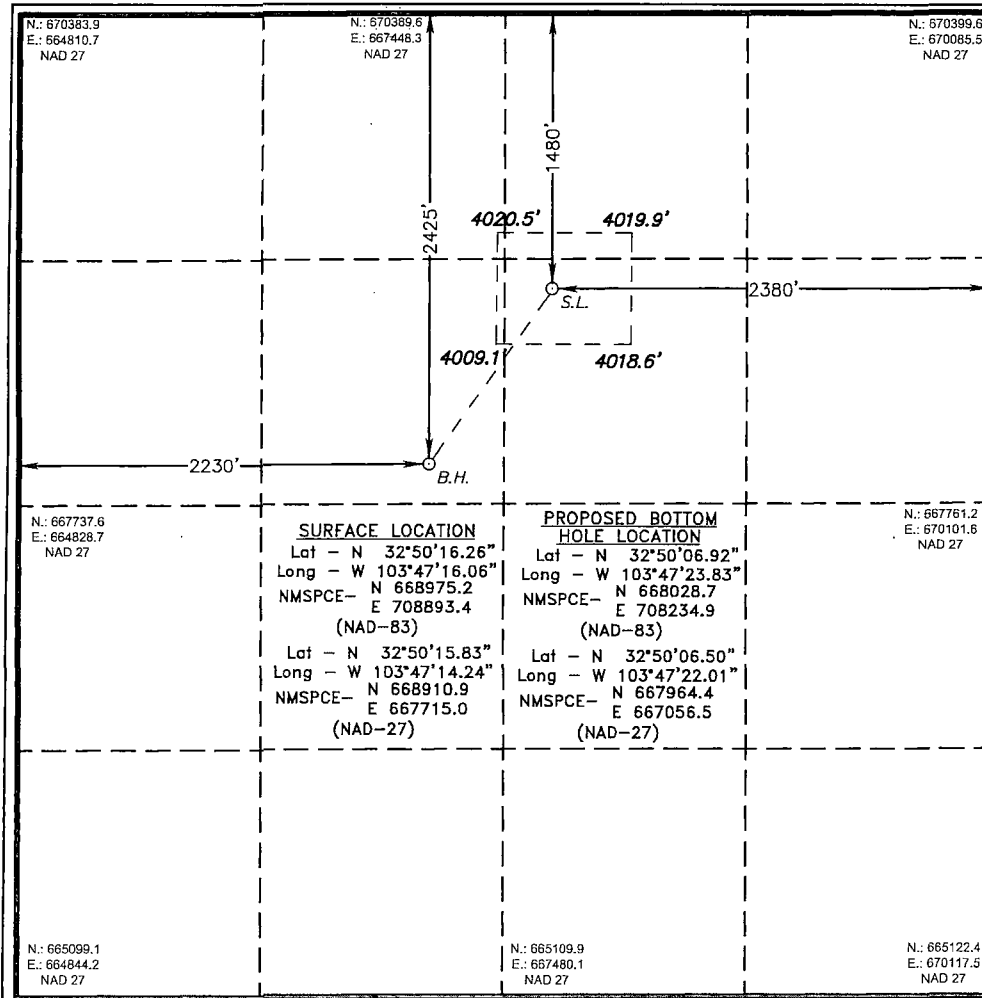 N.: 670383.9
E.: 664810.7
NAD 27
N.: 670389.6
E.: 667448.3
NAD 27
N.: 670399.6
E.: 670085.5
NAD 27
1480'
2425'
4020.5' 4019.9'
S.L.
2380'
4009.1' 4018.6'
2230'
B.H.
N.: 667737.6
E.: 664828.7
NAD 27
N.: 667761.2
E.: 670101.6
NAD 27
SURFACE LOCATION
Lat - N 32°50'16.26"
Long - W 103°47'16.06"
NMSPCE- N 668975.2
E 708893.4
(NAD-83)
Lat - N 32°50'15.83"
Long - W 103°47'14.24"
NMSPCE- N 668910.9
E 667715.0
(NAD-27)
PROPOSED BOTTOM
HOLE LOCATION
Lat - N 32°50'06.92"
Long - W 103°47'23.83"
NMSPCE- N 668028.7
E 708234.9
(NAD-83)
Lat - N 32°50'06.50"
Long - W 103°47'22.01"
NMSPCE- N 667964.4
E 667056.5
(NAD-27)
N.: 665099.1
E.: 664844.2
NAD 27
N.: 665109.9
E.: 667480.1
NAD 27
N.: 665122.4
E.: 670117.5
NAD 27